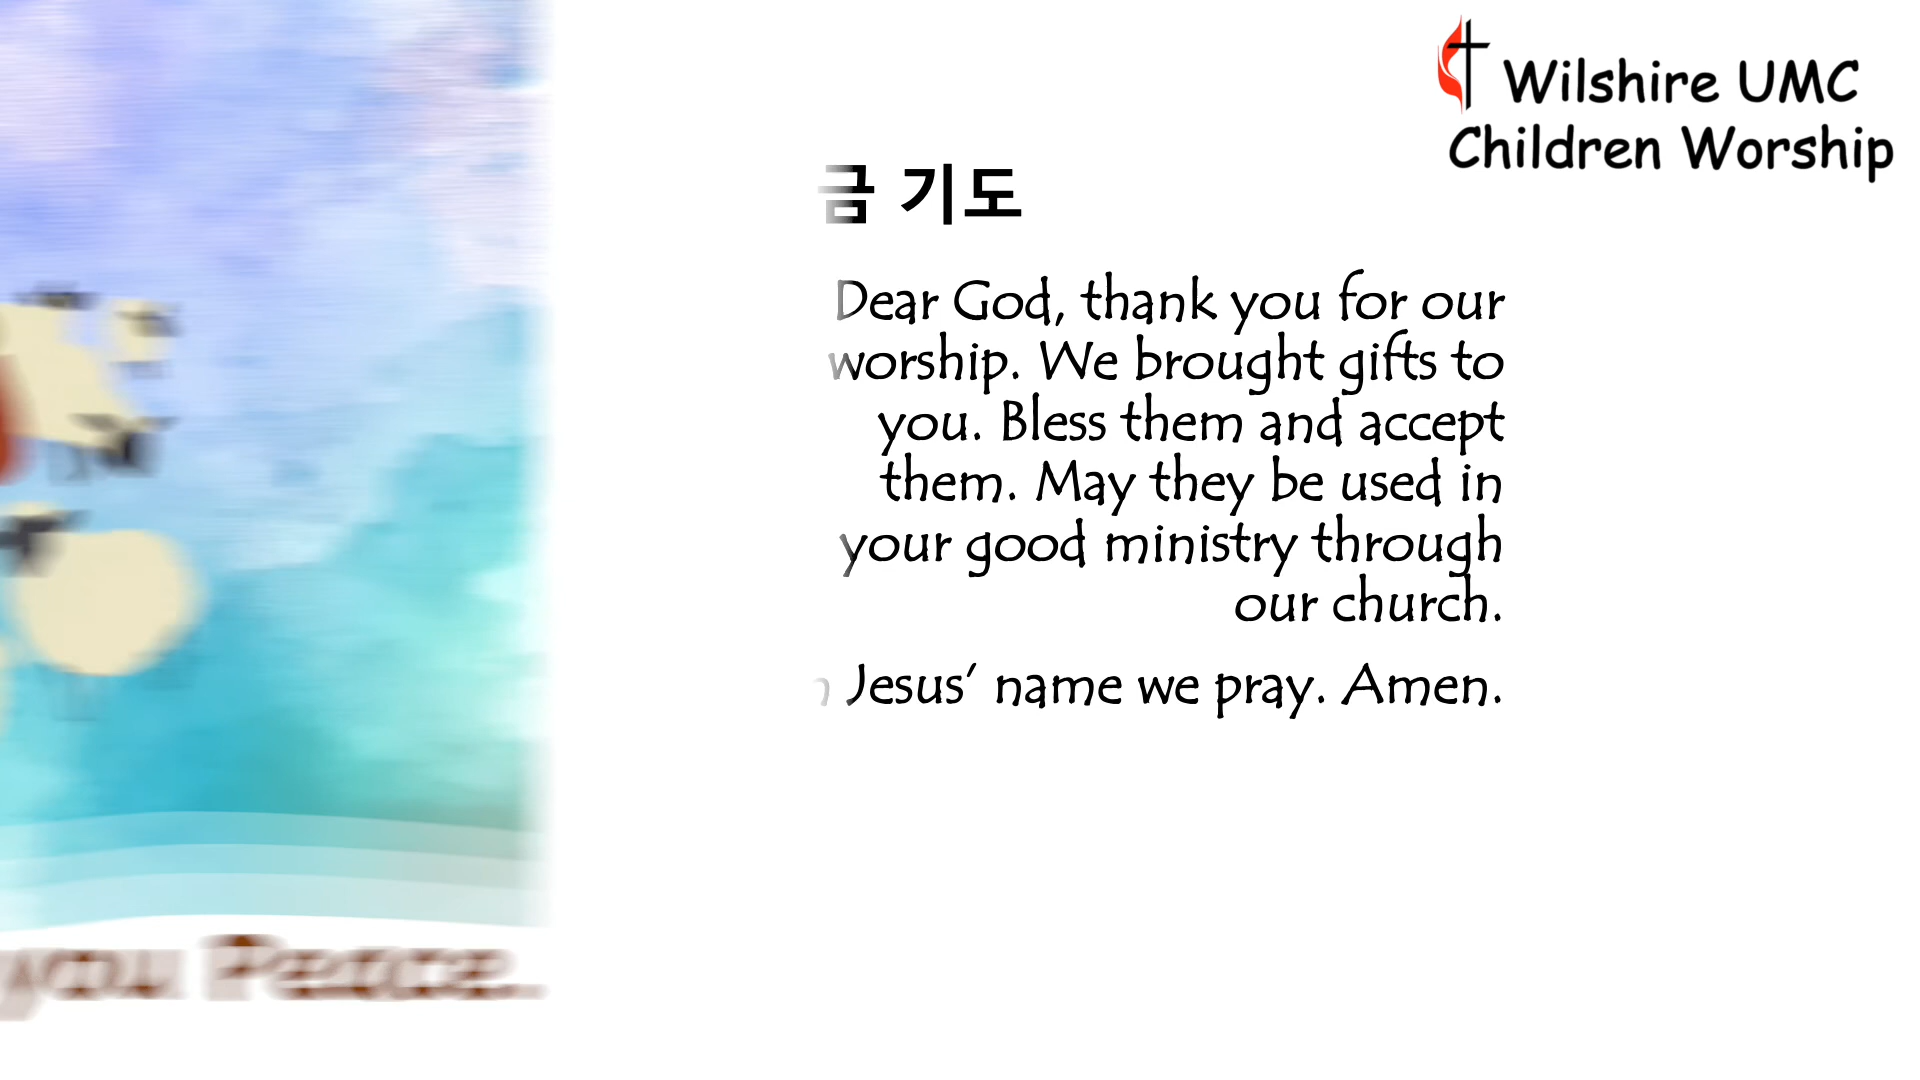 Wilshire UMC
Children Worship
금 기도
Dear God, thank you for our
worship. We brought gifts to
you. Bless them and accept
them. May they be used in
your good ministry through
our church.
Jesus’ name we pray. Amen.
you Peace..